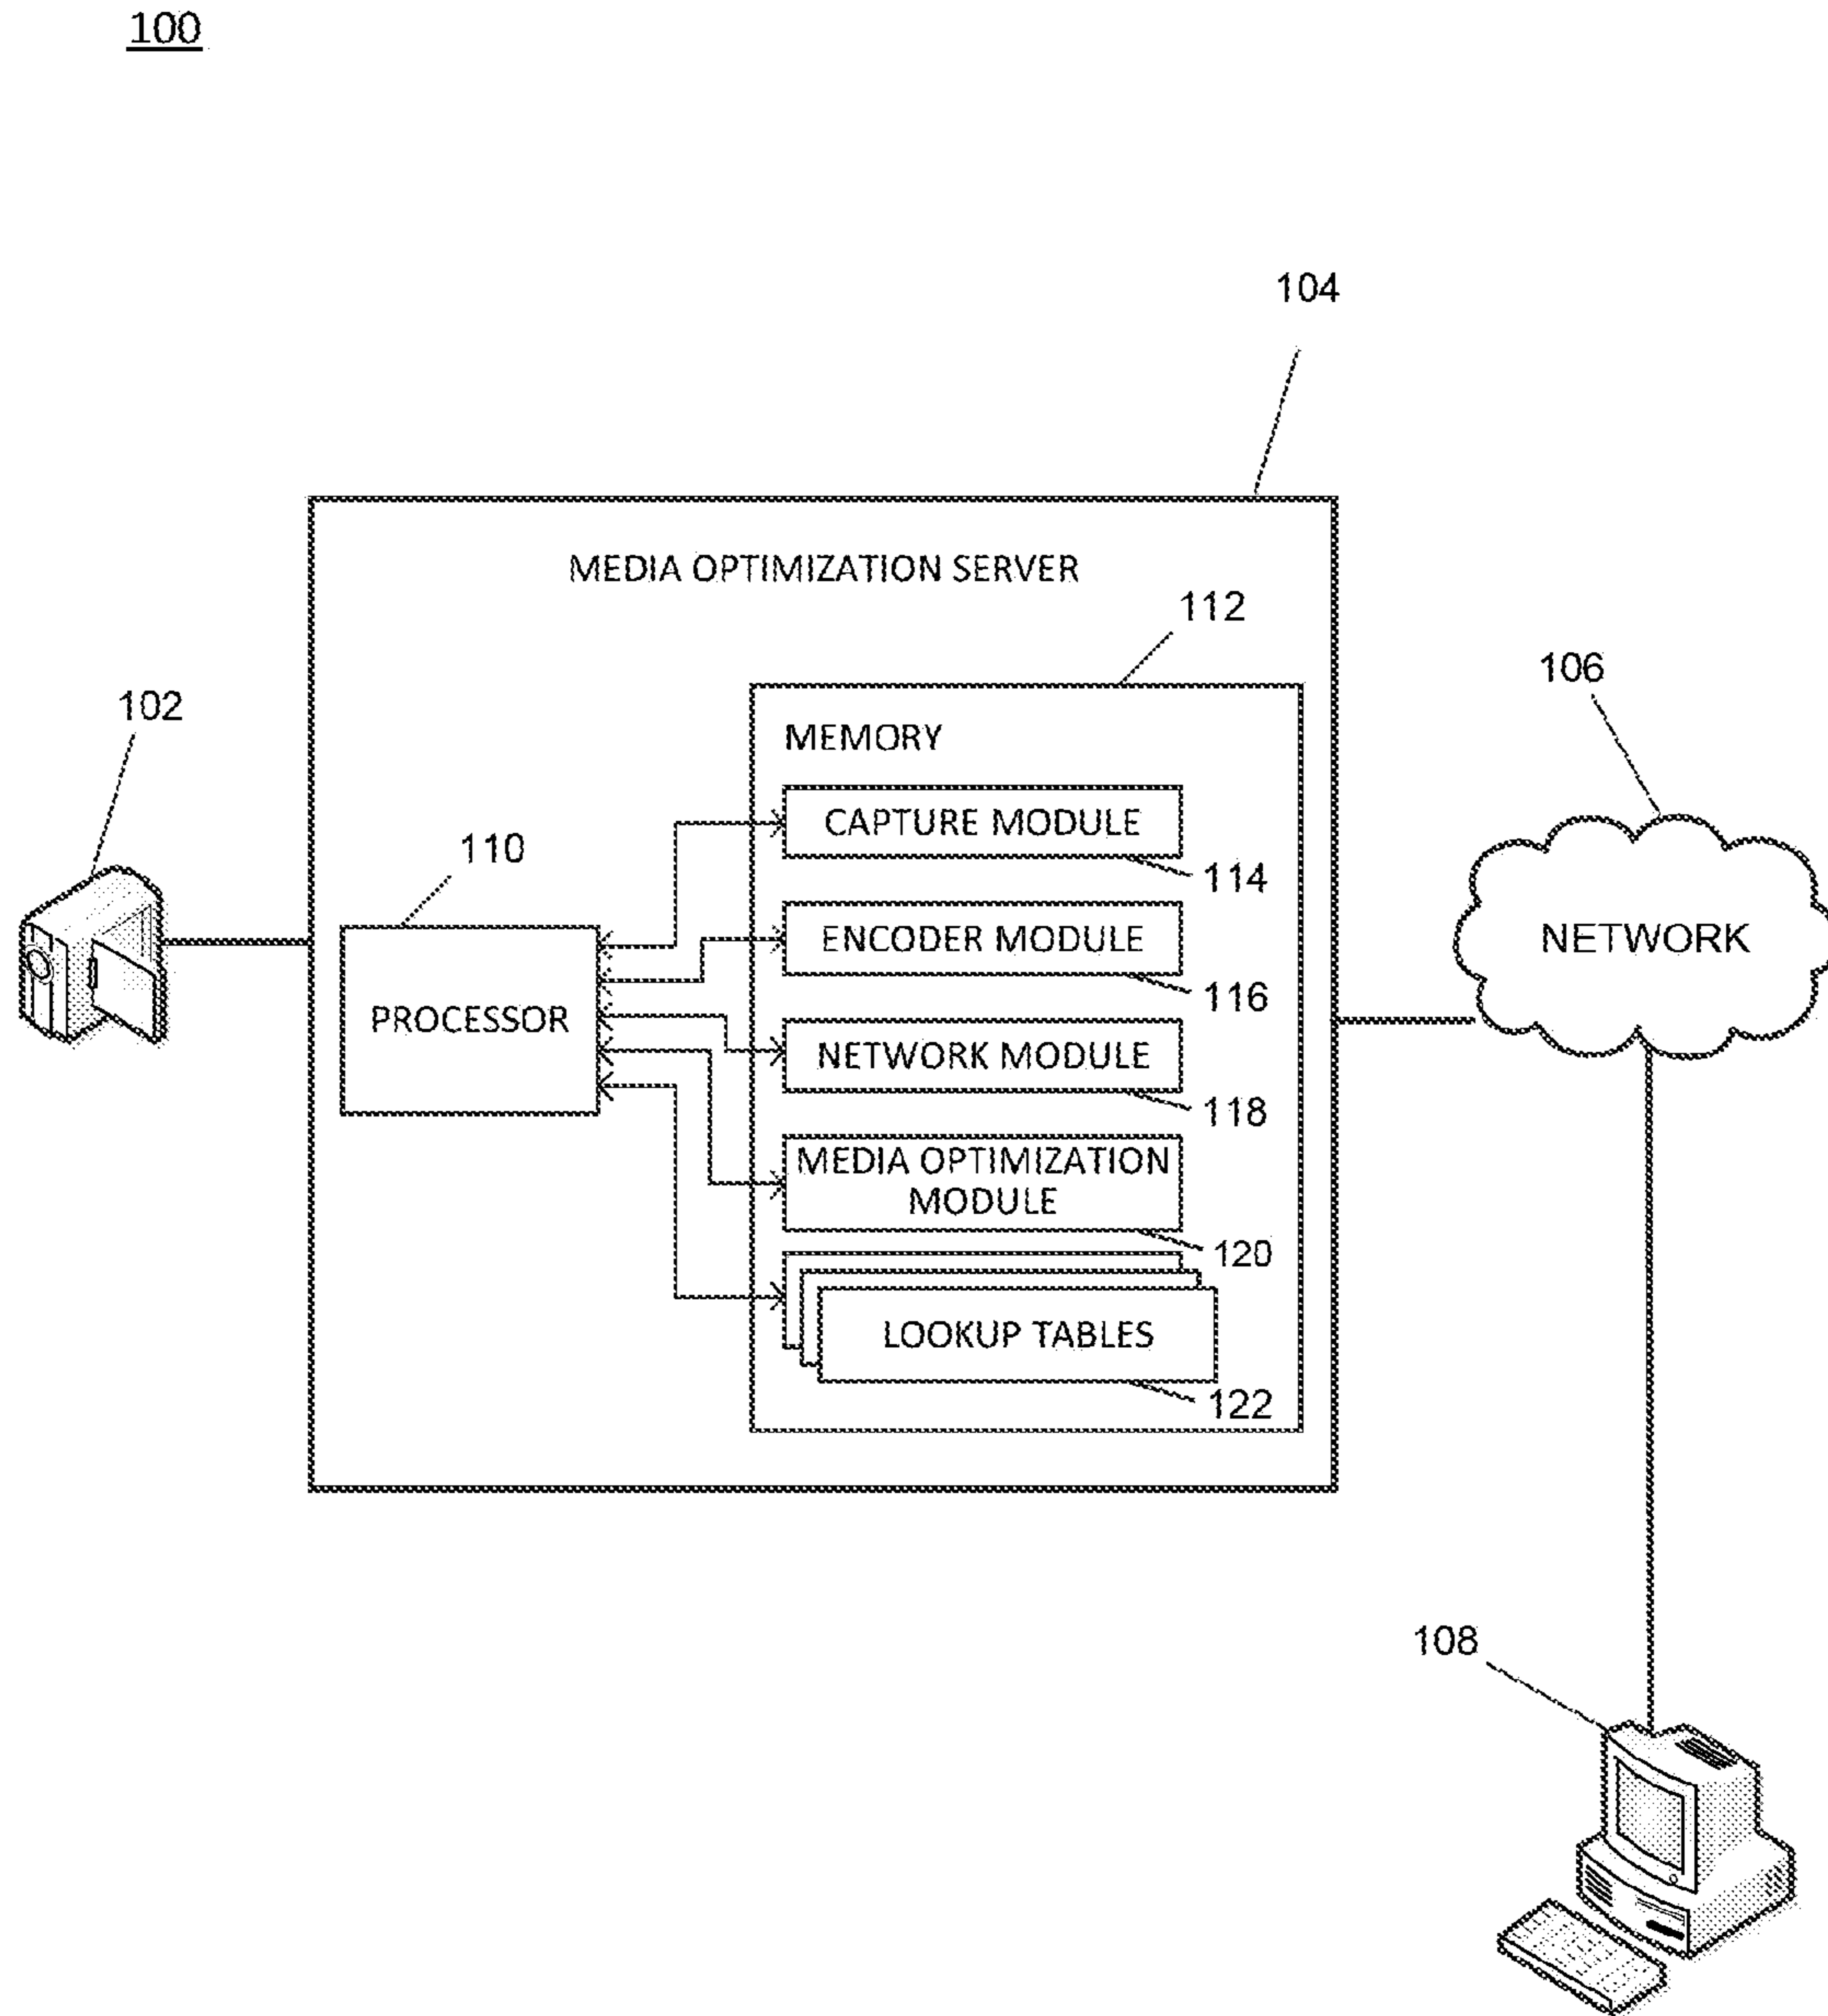 100
104
MEDIA OPTIMIZATION SERVER
112
106
102
MEMORY
CAPTURE MODULE
110
114
ENCODER MODULE
NETWORK
116
PROCESSOR
NETWORK MODULE
118
MEDIA OPTIMIZATION
MODULE
120
LOOKUP TABLES
122
108